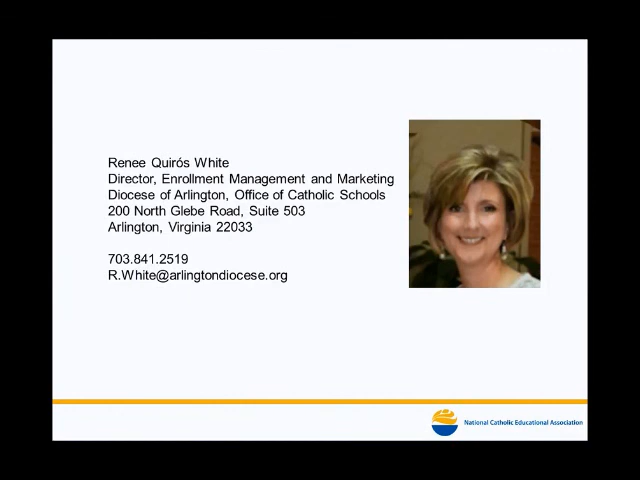 Renee Quirós White
Director, Enrollment Management and Marketing
Diocese of Arlington, Office of Catholic Schools
200 North Glebe Road, Suite 503
Arlington, Virginia 22033
703.841.2519
R.White@arlingtondiocese.org
National Catholic Educational Association